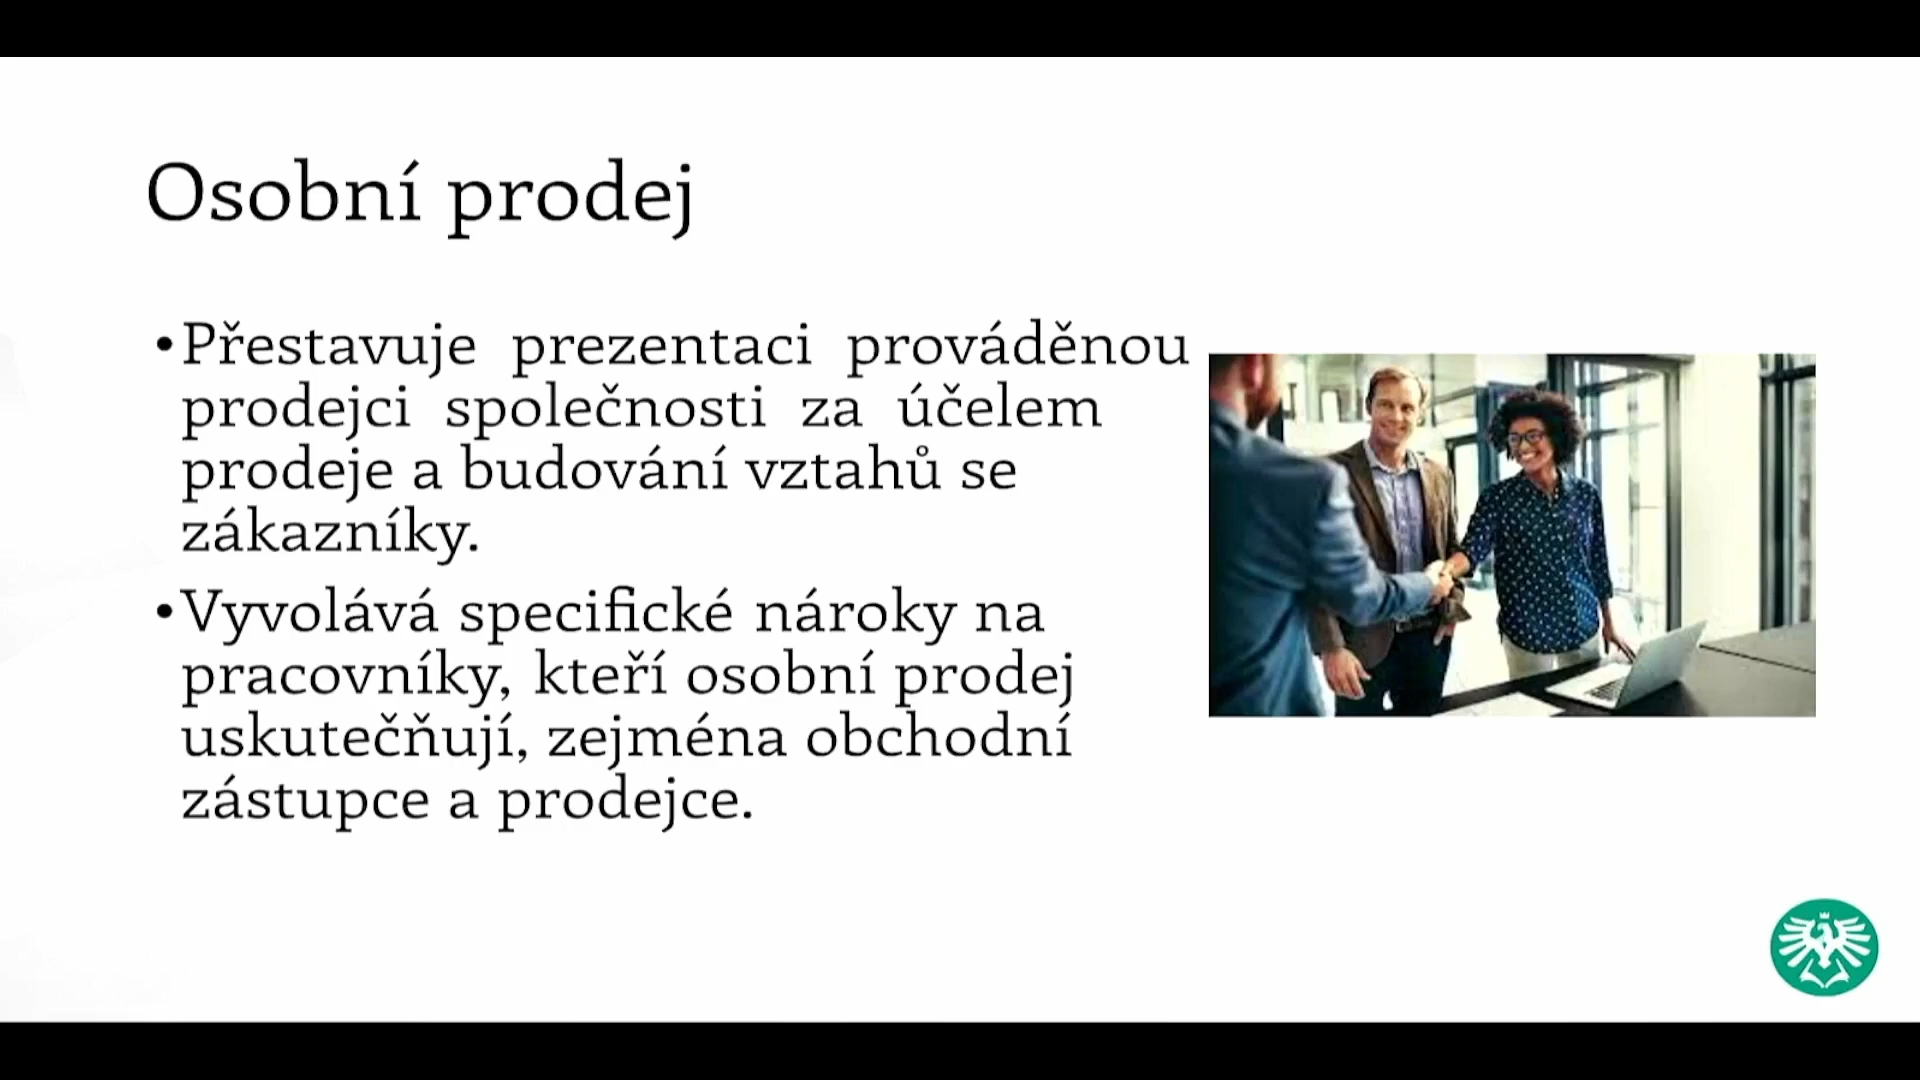 Osobní prodej
•Přestavuje prezentaci prováděnou
prodejci společnosti za účelem
prodeje a budování vztahů se
zákazníky.
•Vyvolává specifické nároky na
pracovníky, kteří osobní prodej
uskutečňují, zejména obchodní
zástupce a prodejce.